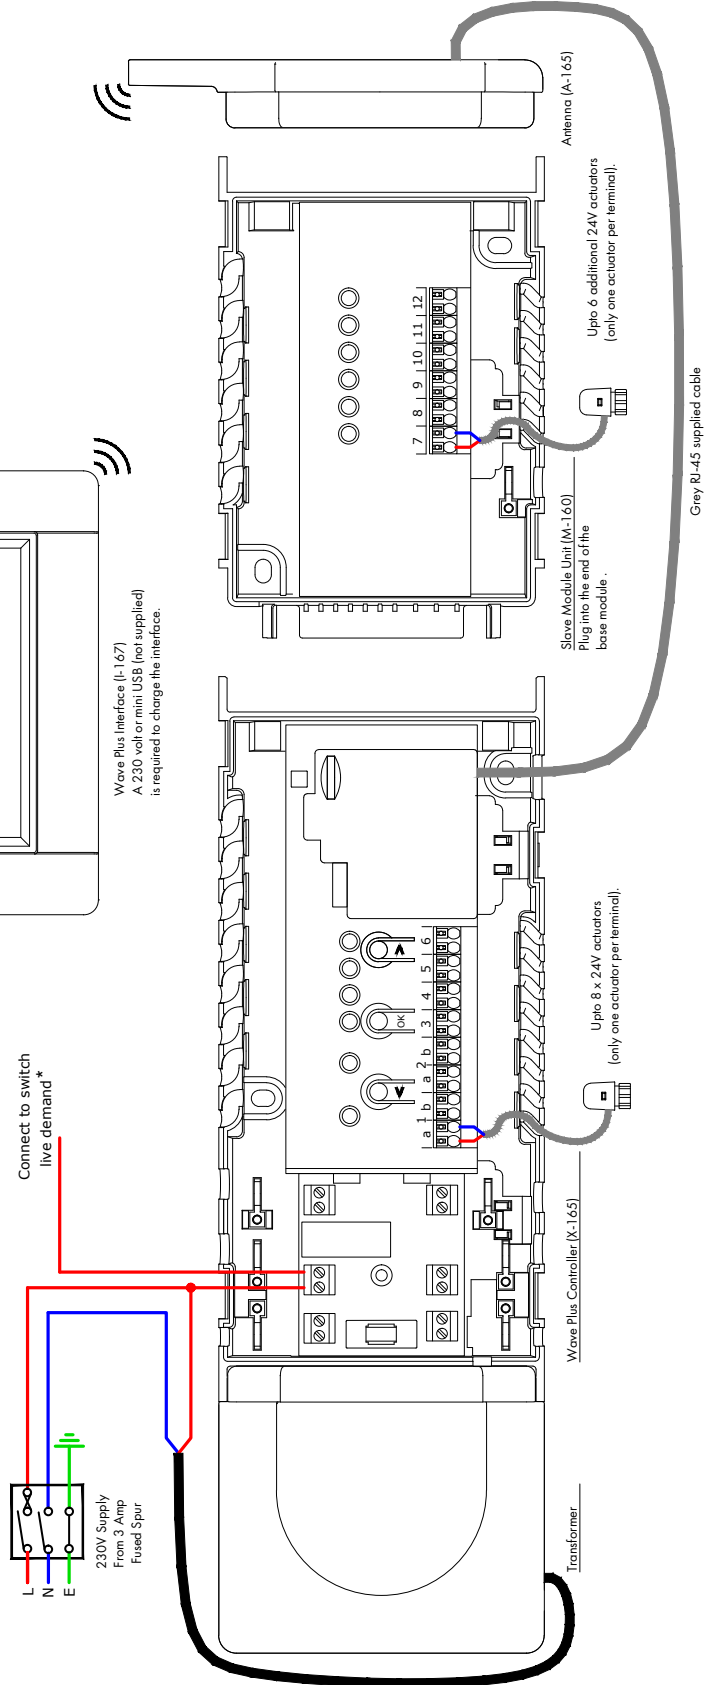 Antenna (A-165)
Upto 6 additional 24V actuators
(only one actuator per terminal).
12
11
10
9
8
7
Grey RJ-45 supplied cable
Slave Module Unit (M-160)
Plug into the end of the
base module .
Wave Plus Interface (I-167)
A 230 volt or mini USB (not supplied)
is required to charge the interface.
Connect to switch
live demand*
<
OK
>
a 1 b
a 2 b
3
4
5
6
Upto 8 x 24V actuators
(only one actuator per terminal).
Wave Plus Controller (X-165)
L
N
E
230V Supply
From 3 Amp
Fused Spur
Transformer